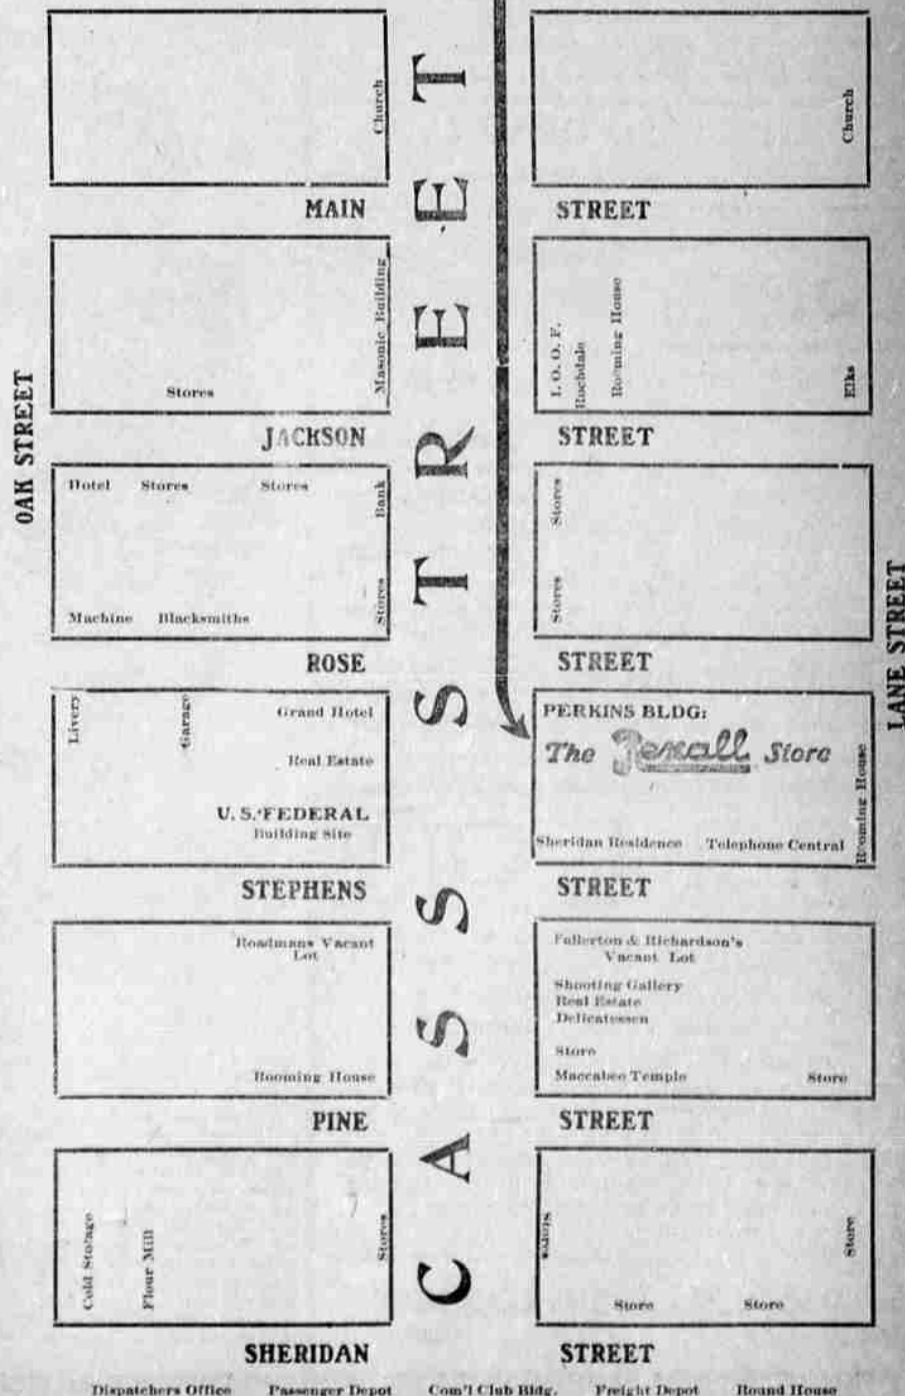 Church
Church
MAIN STREET
OAK STREET
Stores
Masonic Building
I. O. O. F.
Rochdale
Rooming House
Elks
JACKSON STREET
Hotel Stores Stores
Bank
Stores
Machine Blacksmiths
Stores
Stores
CASS STREET
LANE STREET
ROSE STREET
Livery
Garage
Grand Hotel
Real Estate
U. S. FEDERAL
Building Site
PERKINS BLDG:
The Rexall Store
Rooming House
Sheridan Residence Telephone Central
STEPHENS STREET
Roadmans Vacant
Lot
Rooming House
Fullerton & Richardson's
Vacant Lot
Shooting Gallery
Real Estate
Delicatessen
Store
Maccabee Temple Store
PINE STREET
Cold Storage
Flour Mill
Stores
Stores
Store
Store Store
SHERIDAN STREET
Dispatchers Office Passenger Depot Com'l Club Bldg. Freight Depot Round House